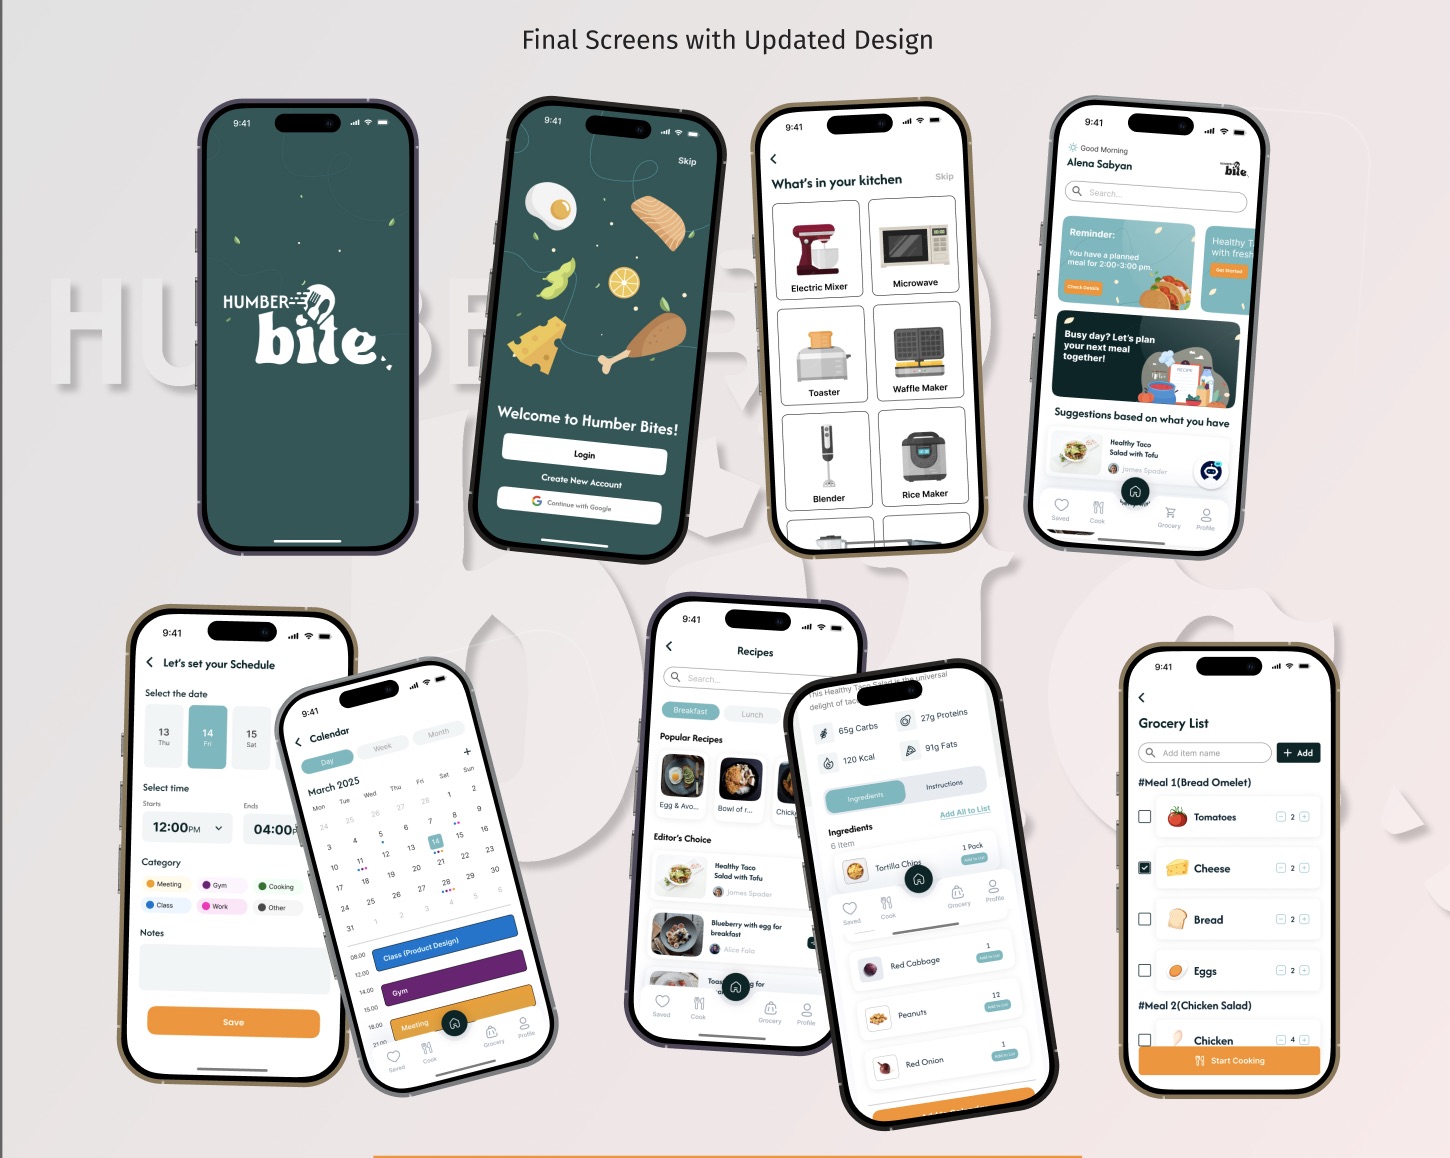 Final Screens with Updated Design
9:41
HUMBER
bite
9:41
Skip
Welcome to Humber Bites!
Login
Create New Account
Continue with Google
9:41
What's in your kitchen
Skip
Electric Mixer
Microwave
Toaster
Waffle Maker
Blender
Rice Maker
9:41
Good Morning
Alena Sabyan
bite
Search...
Reminder:
You have a planned
meal for 2:00-3:00 pm.
Check Details
Healthy T
with fresh
Get Started
Busy day? Let's plan
your next meal
together!
RECIPE
Suggestions based on what you have
Healthy Taco
Salad with Tofu
James Spader
Saved
Cook
Grocery
Profile
9:41
Let's set your Schedule
Select the date
13
Thu
14
Fri
15
Sat
Select time
Starts
Ends
12:00PM
04:00
Category
Meeting
Gym
Cooking
Class
Work
Other
Notes
Save
9:41
Calendar
Day
Week
Month
March 2025
Mon Tue Wed Thu Fri Sat Sun
24 25 26 27 28 1 2
3 4 5 6 7 8 9
10 11 12 13 14 15 16
17 18 19 20 21 22 23
24 25 26 27 28 29 30
31 1 2 3 4 5 6
08:00
Class (Product Design)
12:00
14:00
Gym
15:00
18:00
Meeting
21:00
Saved
Cook
Grocery
Profile
9:41
Recipes
Search...
Breakfast
Lunch
Popular Recipes
Egg & Avo...
Bowl of r...
Chick
Editor's Choice
Healthy Taco
Salad with Tofu
James Spader
Blueberry with egg for
breakfast
Alice Fala
Saved
Cook
Grocery
Profile
This Healthy Taco Salad is the universal
delight of tac
65g Carbs
27g Proteins
120 Kcal
91g Fats
Ingredients
Instructions
Add All to List
Ingredients
6 Item
Tortilla Chips
1 Pack
Add to List
Saved
Cook
Grocery
Profile
Red Cabbage
1
Add to List
Peanuts
12
Add to List
Red Onion
1
Add to List
9:41
Grocery List
Add item name
+ Add
#Meal 1(Bread Omelet)
Tomatoes
2
Cheese
2
Bread
2
Eggs
2
#Meal 2(Chicken Salad)
Chicken
4
Start Cooking